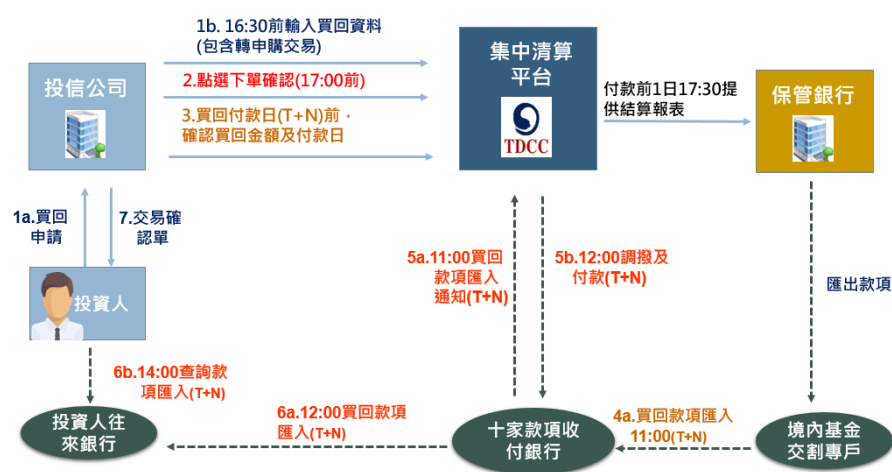 1b. 16:30前輸入買回資料
(包含轉申購交易)
2.點選下單確認(17:00前)
3.買回付款日(T+N)前，
確認買回金額及付款日
投信公司
集中清算
平台
TDCC
付款前1日17:30提
供結算報表
保管銀行
1a.買回
申請
7.交易確
認單
5a.11:00買回
款項匯入
通知(T+N)
5b.12:00調撥及
付款(T+N)
匯出款項
投資人
6b.14:00查詢款
項匯入(T+N)
6a.12:00買回款項
匯入(T+N)
4a.買回款項匯入
11:00(T+N)
投資人往
來銀行
十家款項收
付銀行
境內基金
交割專戶